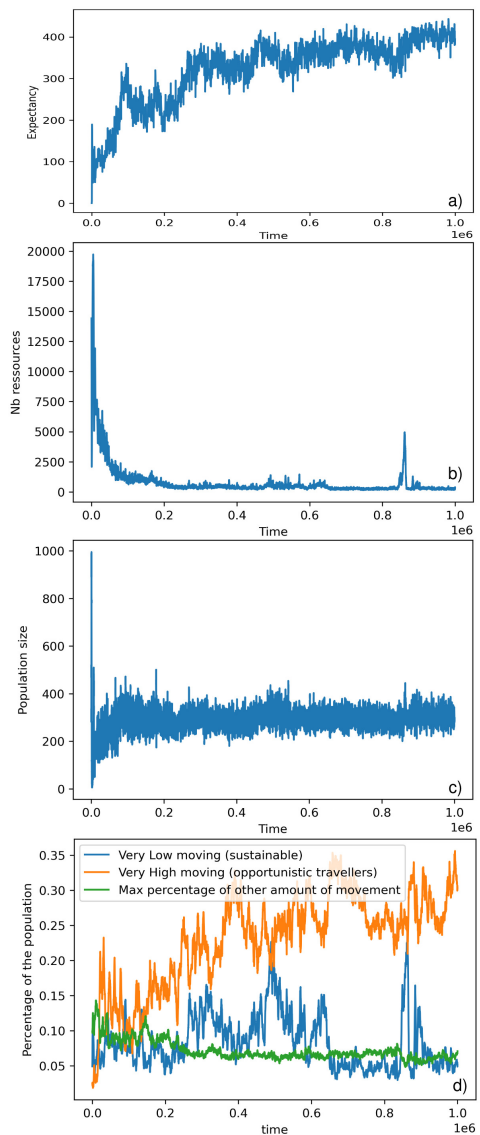 400
300
200
100
0
Expectancy
a)
0.0 0.2 0.4 0.6 0.8 1.0
Time
1e6
20000
17500
15000
12500
10000
7500
5000
2500
0
Nb ressources
b)
0.0 0.2 0.4 0.6 0.8 1.0
Time
1e6
1000
800
600
400
200
0
Population size
c)
0.0 0.2 0.4 0.6 0.8 1.0
Time
1e6
0.35
0.30
0.25
0.20
0.15
0.10
0.05
Percentage of the population
Very Low moving (sustainable)
Very High moving (opportunistic travellers)
Max percentage of other amount of movement
d)
0.0 0.2 0.4 0.6 0.8 1.0
time
1e6